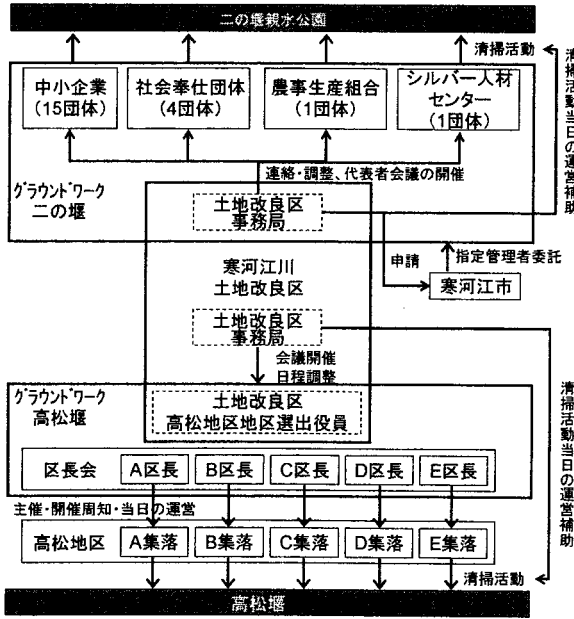 二の堰親水公園
清掃活動
清掃活動当日の運営補助
中小企業
(15団体)
社会奉仕団体
(4団体)
農事生産組合
(1団体)
シルバー人材
センター
(1団体)
連絡・調整、代表者会議の開催
グラウンドワーク
二の堰
土地改良区
事務局
申請
指定管理者委託
寒河江市
寒河江川
土地改良区
土地改良区
事務局
会議開催
日程調整
グラウンドワーク
高松堰
土地改良区
高松地区地区選出役員
清掃活動当日の運営補助
区長会
A区長
B区長
C区長
D区長
E区長
主催・開催周知・当日の運営
高松地区
A集落
B集落
C集落
D集落
E集落
清掃活動
高松堰